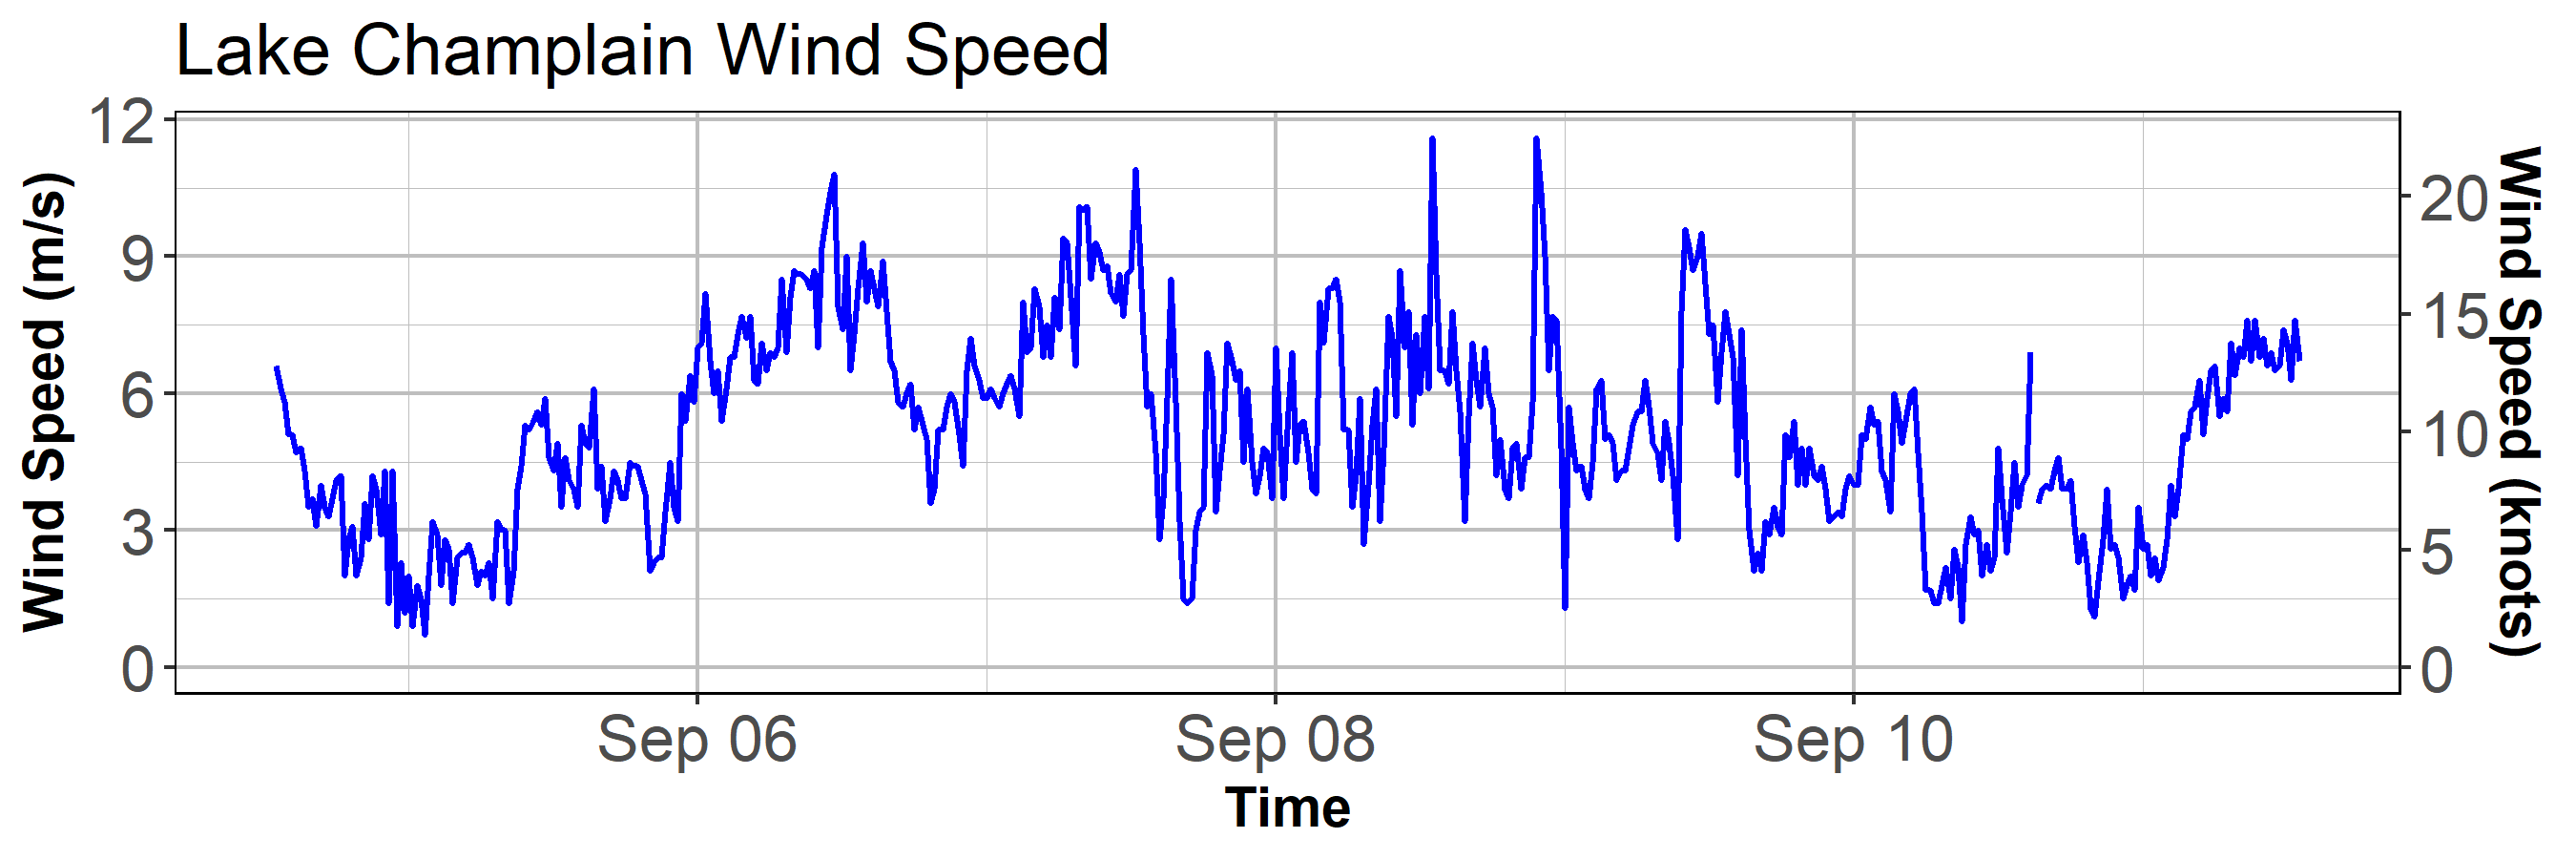 Lake Champlain Wind Speed
Wind Speed (m/s)
12
9
6
3
0
Wind Speed (knots)
20
15
10
5
0
Sep 06
Sep 08
Sep 10
Time